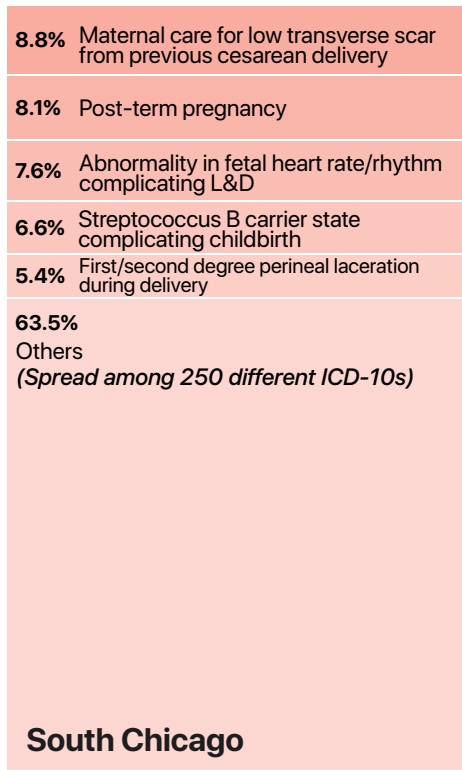 8.8% Maternal care for low transverse scar
from previous cesarean delivery
8.1% Post-term pregnancy
7.6% Abnormality in fetal heart rate/rhythm
complicating L&D
6.6% Streptococcus B carrier state
complicating childbirth
5.4% First/second degree perineal laceration
during delivery
63.5%
Others
(Spread among 250 different ICD-10s)
South Chicago